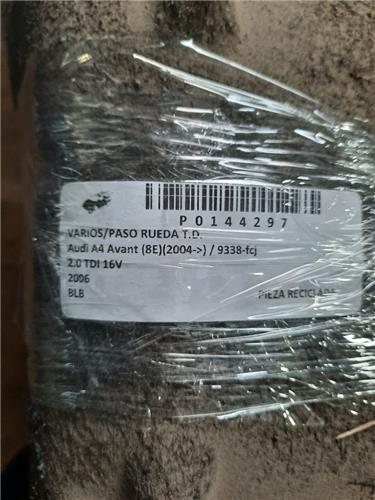 P0144297
VARIOS/PASO RUEDA T.D.
Audi A4 Avant (8E)(2004->) / 9338-fcj
2.0 TDI 16V
2006
BLB PIEZA RECICLADA